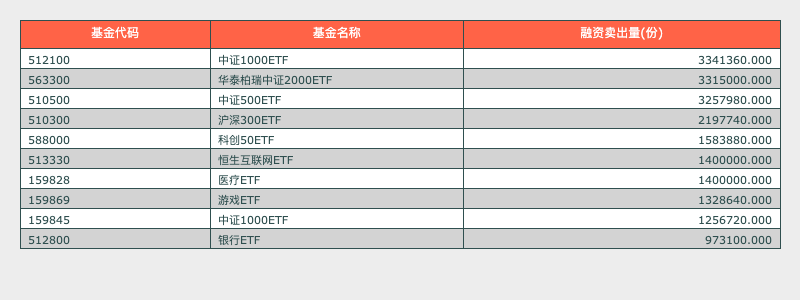 基金代码 基金名称 融资卖出量(份)
512100 中证1000ETF 3341360.000
563300 华泰柏瑞中证2000ETF 3315000.000
510500 中证500ETF 3257980.000
510300 沪深300ETF 2197740.000
588000 科创50ETF 1583880.000
513330 恒生互联网ETF 1400000.000
159828 医疗ETF 1400000.000
159869 游戏ETF 1328640.000
159845 中证1000ETF 1256720.000
512800 银行ETF 973100.000